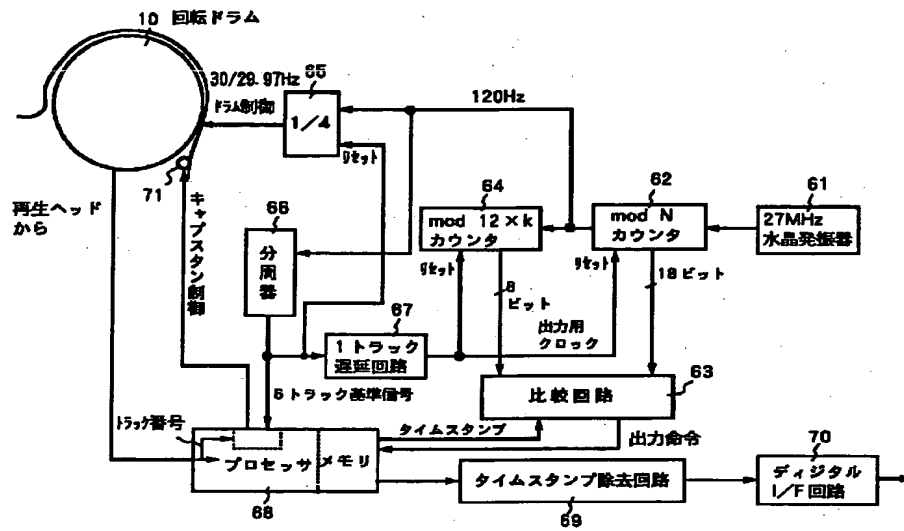 10 回転ドラム
30/29.97Hz
ドラム制御
65
1/4
リセット
120Hz
71
再生ヘッド
から
キャプスタン制御
66
分周器
64
mod 12×k
カウンタ
リセット
8
ビット
62
mod N
カウンタ
リセット
18ビット
61
27MHz
水晶発振器
67
1トラック
遅延回路
出力用
クロック
6トラック基準信号
63
比較回路
トラック番号
タイムスタンプ
出力命令
プロセッサ
メモリ
68
タイムスタンプ除去回路
69
70
ディジタル
I/F回路